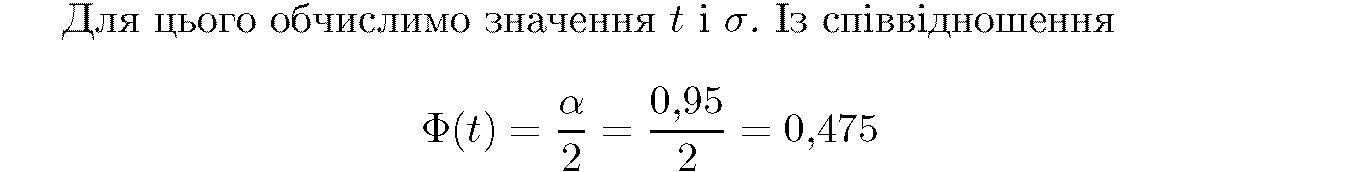 Для цього обчислимо значення t і σ. Із співвідношення
Φ(t) = α/2 = 0,95/2 = 0,475